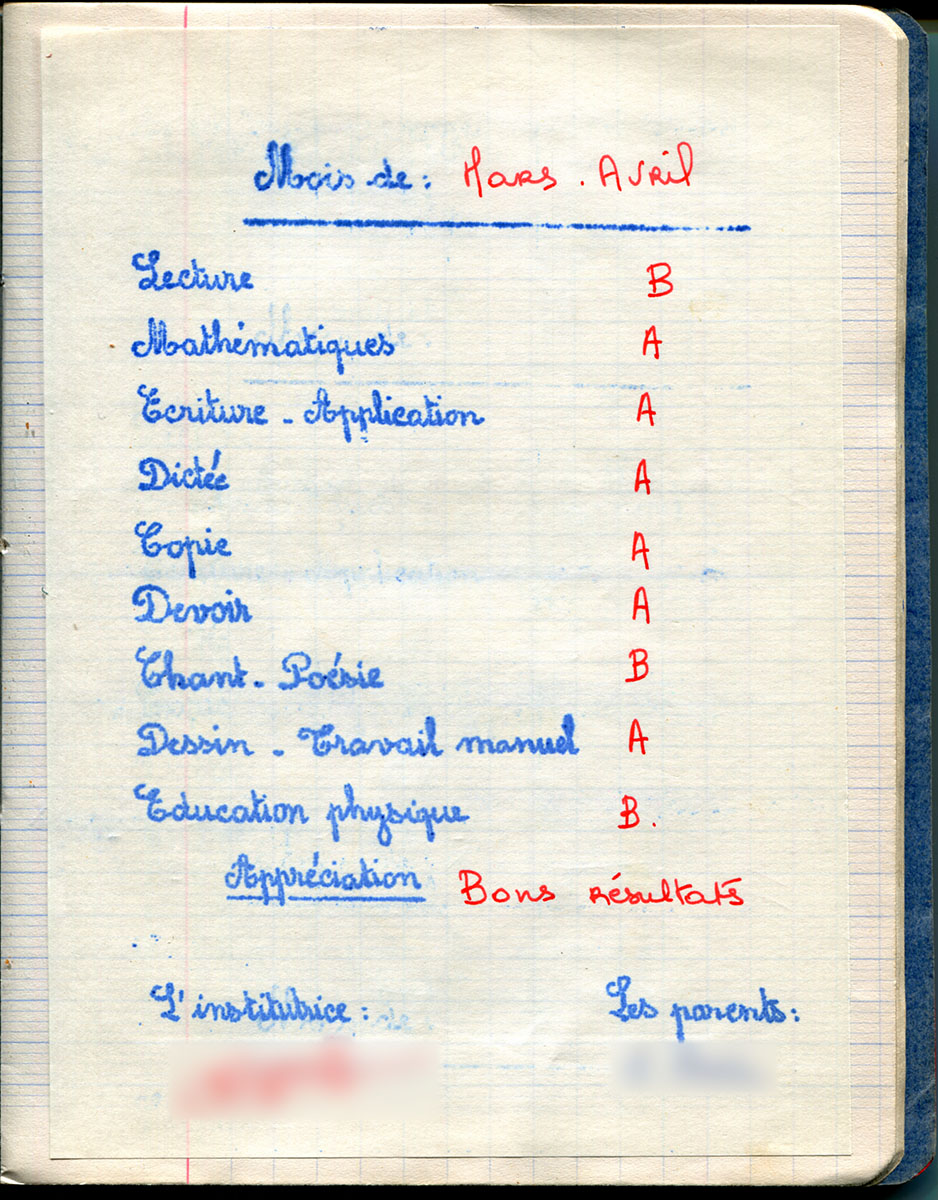 Mois de : Mars . Avril
Lecture B
Mathématiques A
Ecriture - Application A
Dictée A
Copie A
Devoir A
Chant - Poésie B
Dessin - Travail manuel A
Education physique B.
Appréciation Bons résultats
L'institutrice : Les parents :